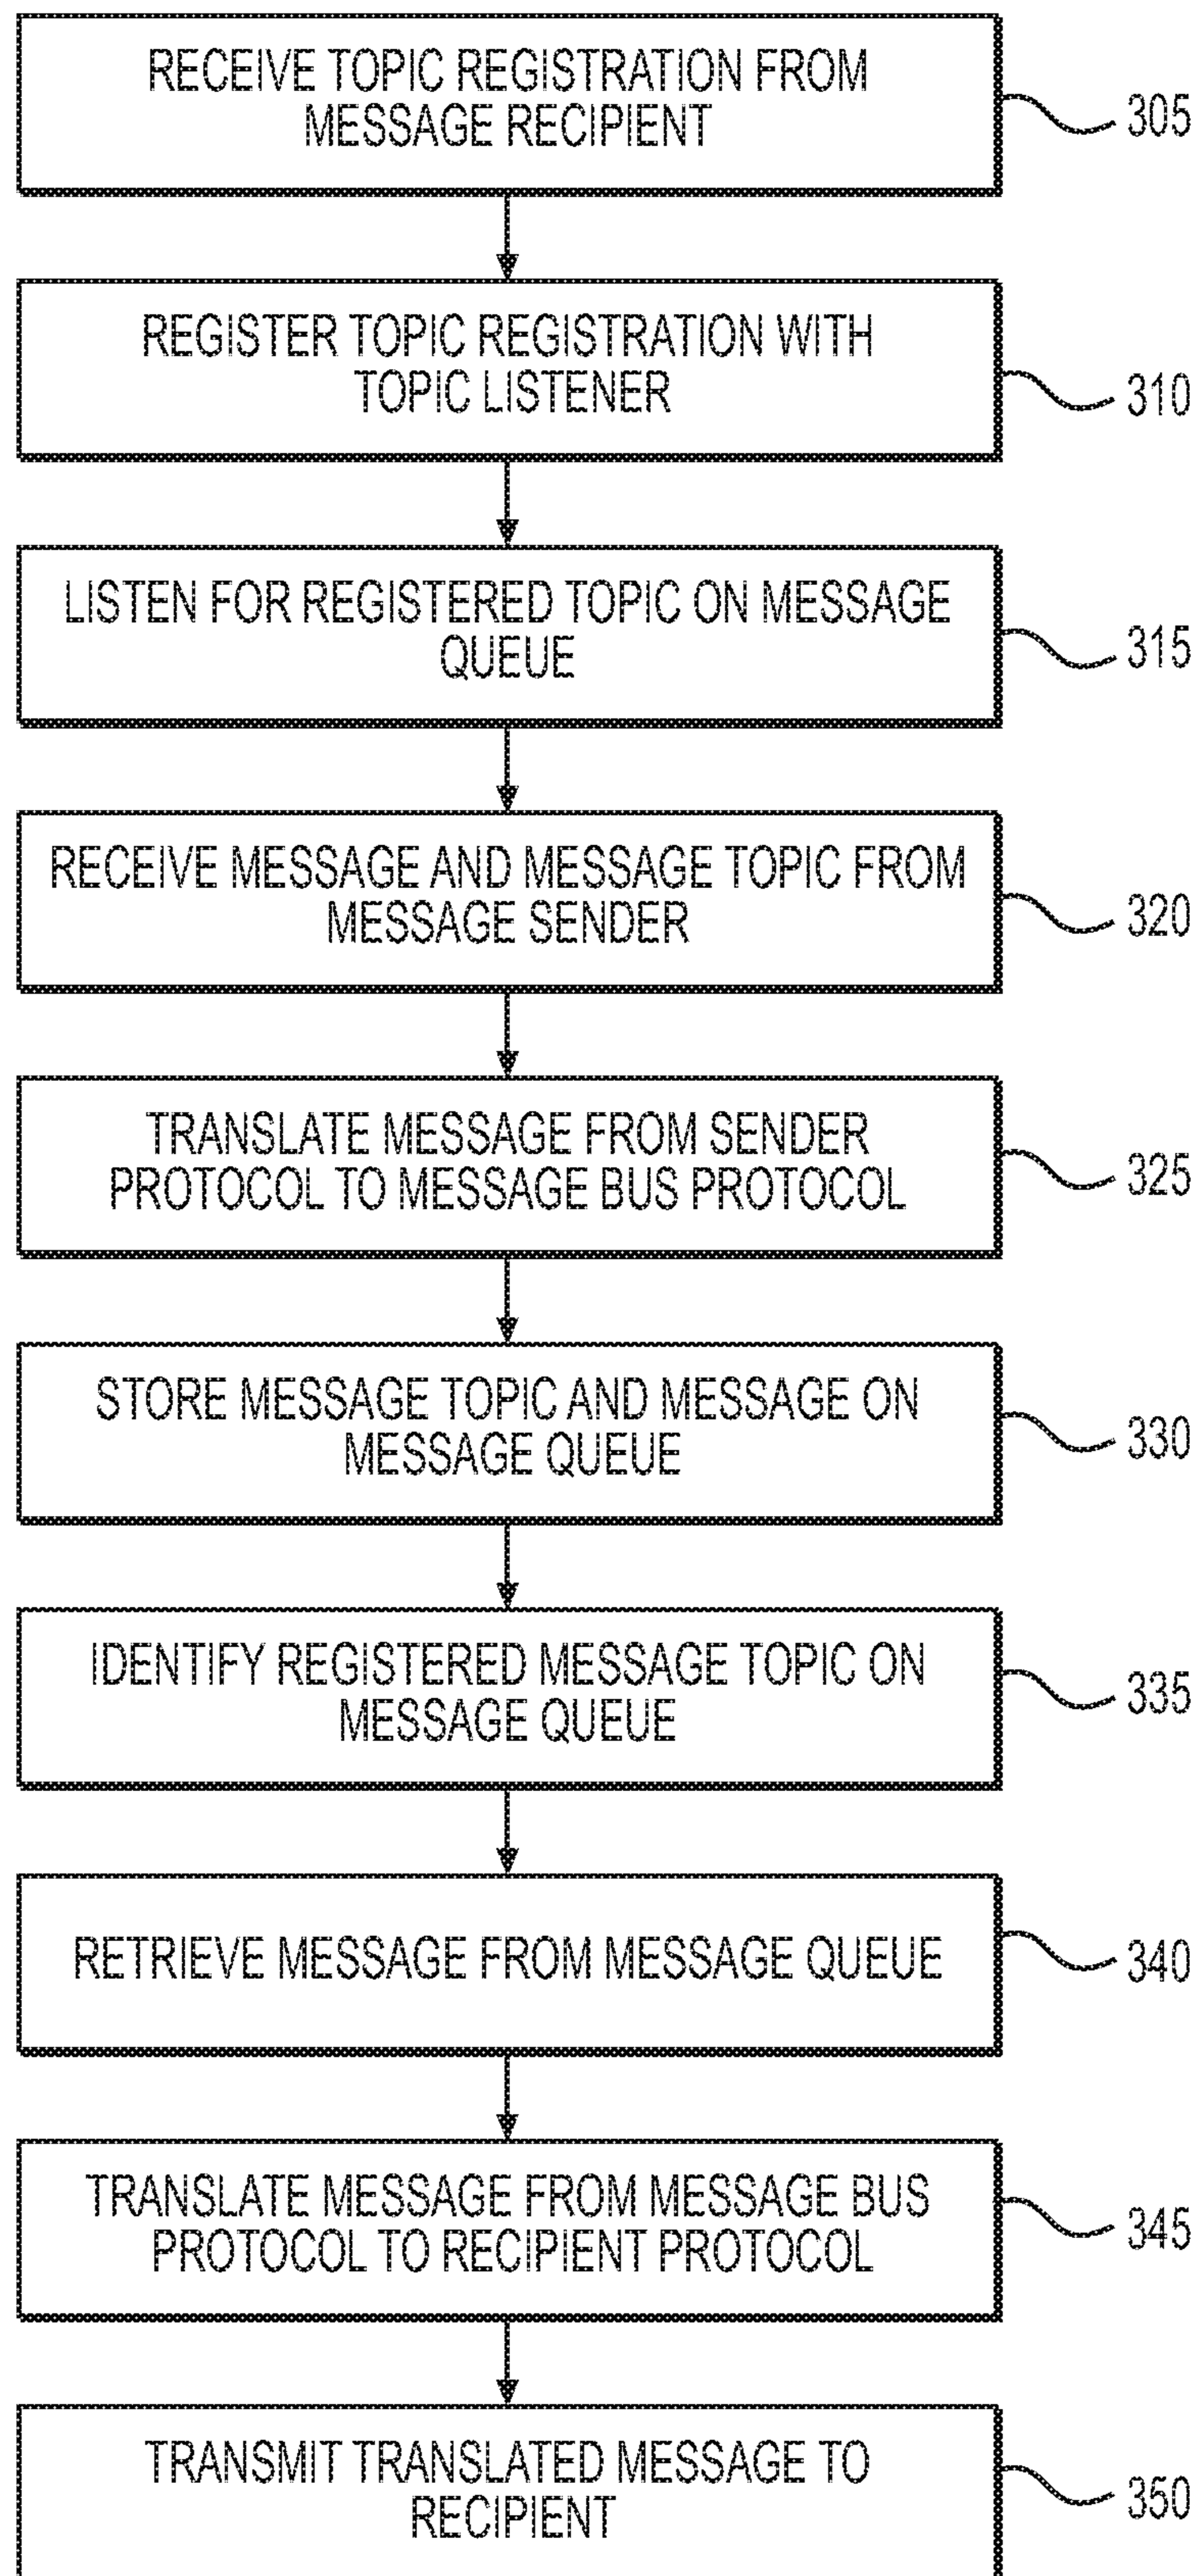 RECEIVE TOPIC REGISTRATION FROM
MESSAGE RECIPIENT
305
REGISTER TOPIC REGISTRATION WITH
TOPIC LISTENER
310
LISTEN FOR REGISTERED TOPIC ON MESSAGE
QUEUE
315
RECEIVE MESSAGE AND MESSAGE TOPIC FROM
MESSAGE SENDER
320
TRANSLATE MESSAGE FROM SENDER
PROTOCOL TO MESSAGE BUS PROTOCOL
325
STORE MESSAGE TOPIC AND MESSAGE ON
MESSAGE QUEUE
330
IDENTIFY REGISTERED MESSAGE TOPIC ON
MESSAGE QUEUE
335
RETRIEVE MESSAGE FROM MESSAGE QUEUE
340
TRANSLATE MESSAGE FROM MESSAGE BUS
PROTOCOL TO RECIPIENT PROTOCOL
345
TRANSMIT TRANSLATED MESSAGE TO
RECIPIENT
350